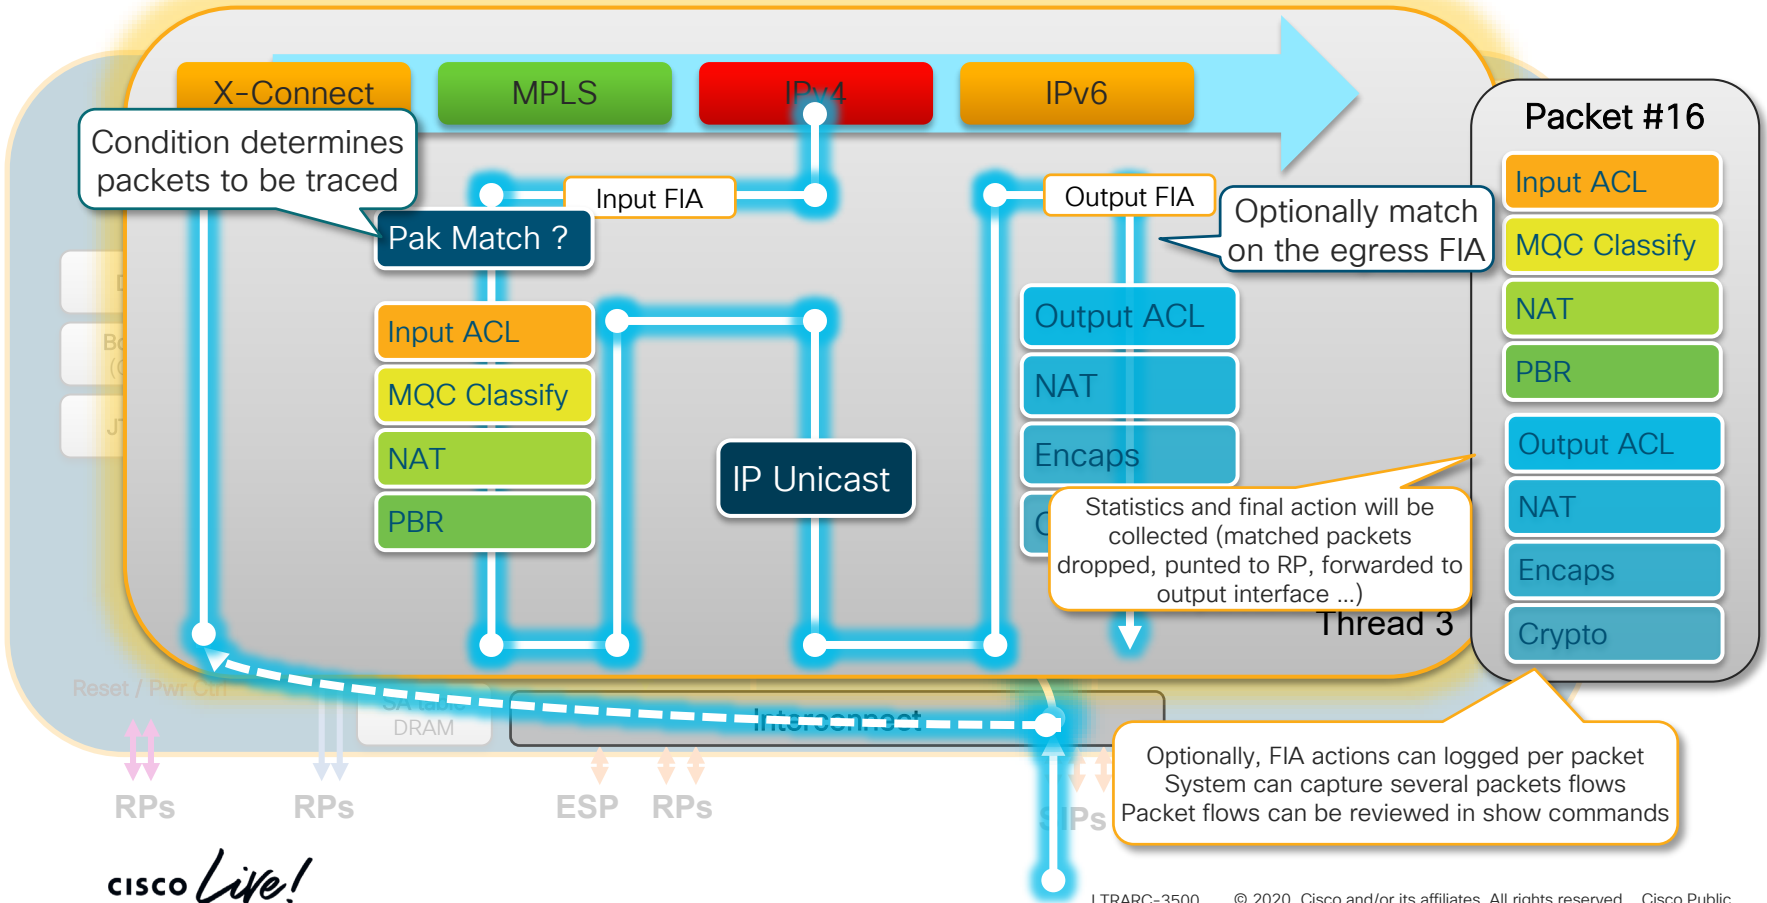 X-Connect
MPLS
IPv4
IPv6
Condition determines
packets to be traced
Packet #16
Input FIA
Output FIA
Pak Match ?
Optionally match
on the egress FIA
Input ACL
MQC Classify
NAT
PBR
IP Unicast
Output ACL
NAT
Encaps
Statistics and final action will be
collected (matched packets
dropped, punted to RP, forwarded to
output interface ...)
Thread 3
Input ACL
MQC Classify
NAT
PBR
Output ACL
NAT
Encaps
Crypto
Reset / Pwr Ctrl
SA table
DRAM
Interconnect
RPs
RPs
ESP
RPs
SIPs
Optionally, FIA actions can logged per packet
System can capture several packets flows
Packet flows can be reviewed in show commands
CISCO Live!
LTRARC-3500
© 2020 Cisco and/or its affiliates. All rights reserved. Cisco Public